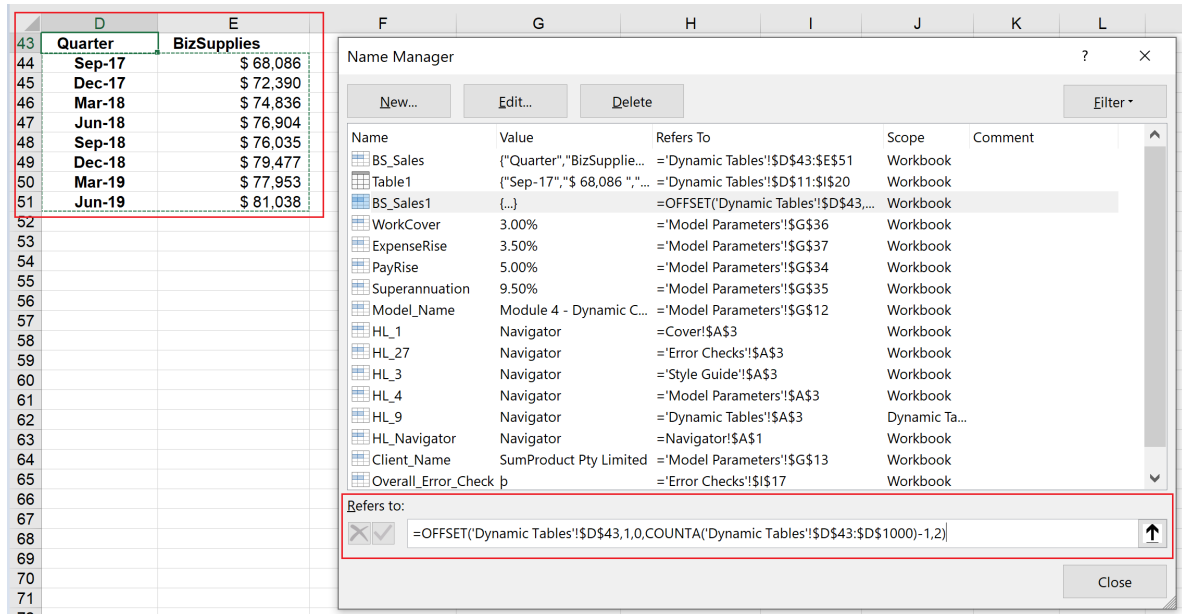 D E F G H I J K L
43 Quarter BizSupplies
44 Sep-17 $ 68,086
45 Dec-17 $ 72,390
46 Mar-18 $ 74,836
47 Jun-18 $ 76,904
48 Sep-18 $ 76,035
49 Dec-18 $ 79,477
50 Mar-19 $ 77,953
51 Jun-19 $ 81,038
52
53
54
55
56
57
58
59
60
61
62
63
64
65
66
67
68
69
70
71
Name Manager ? ×
New... Edit... Delete Filter
Name Value Refers To Scope Comment
BS_Sales {"Quarter","BizSupplie... ='Dynamic Tables'!$D$43:$E$51 Workbook
Table1 {"Sep-17","$ 68,086 ","... ='Dynamic Tables'!$D$11:$I$20 Workbook
BS_Sales1 {...} =OFFSET('Dynamic Tables'!$D$43,... Workbook
WorkCover 3.00% ='Model Parameters'!$G$36 Workbook
ExpenseRise 3.50% ='Model Parameters'!$G$37 Workbook
PayRise 5.00% ='Model Parameters'!$G$34 Workbook
Superannuation 9.50% ='Model Parameters'!$G$35 Workbook
Model_Name Module 4 - Dynamic C... ='Model Parameters'!$G$12 Workbook
HL_1 Navigator =Cover!$A$3 Workbook
HL_27 Navigator ='Error Checks'!$A$3 Workbook
HL_3 Navigator ='Style Guide'!$A$3 Workbook
HL_4 Navigator ='Model Parameters'!$A$3 Workbook
HL_9 Navigator ='Dynamic Tables'!$A$3 Dynamic Ta...
HL_Navigator Navigator =Navigator!$A$1 Workbook
Client_Name SumProduct Pty Limited ='Model Parameters'!$G$13 Workbook
Overall_Error_Check þ ='Error Checks'!$I$17 Workbook
Refers to:
=OFFSET('Dynamic Tables'!$D$43,1,0,COUNTA('Dynamic Tables'!$D$43:$D$1000)-1,2)
Close